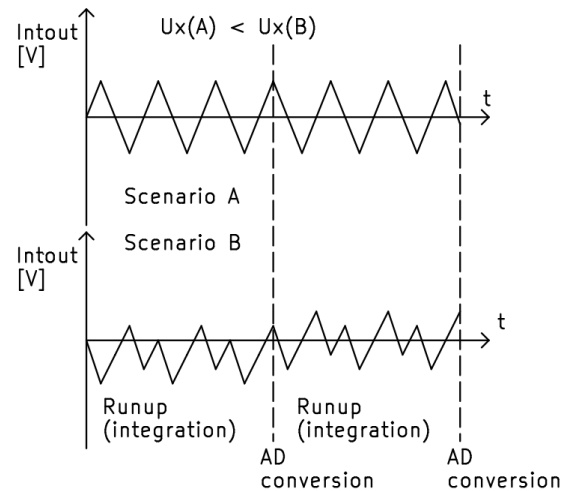 Intout
[V]
Ux(A) < Ux(B)
t
Scenario A
Scenario B
Intout
[V]
t
Runup
(integration)
Runup
(integration)
AD
conversion
AD
conversion